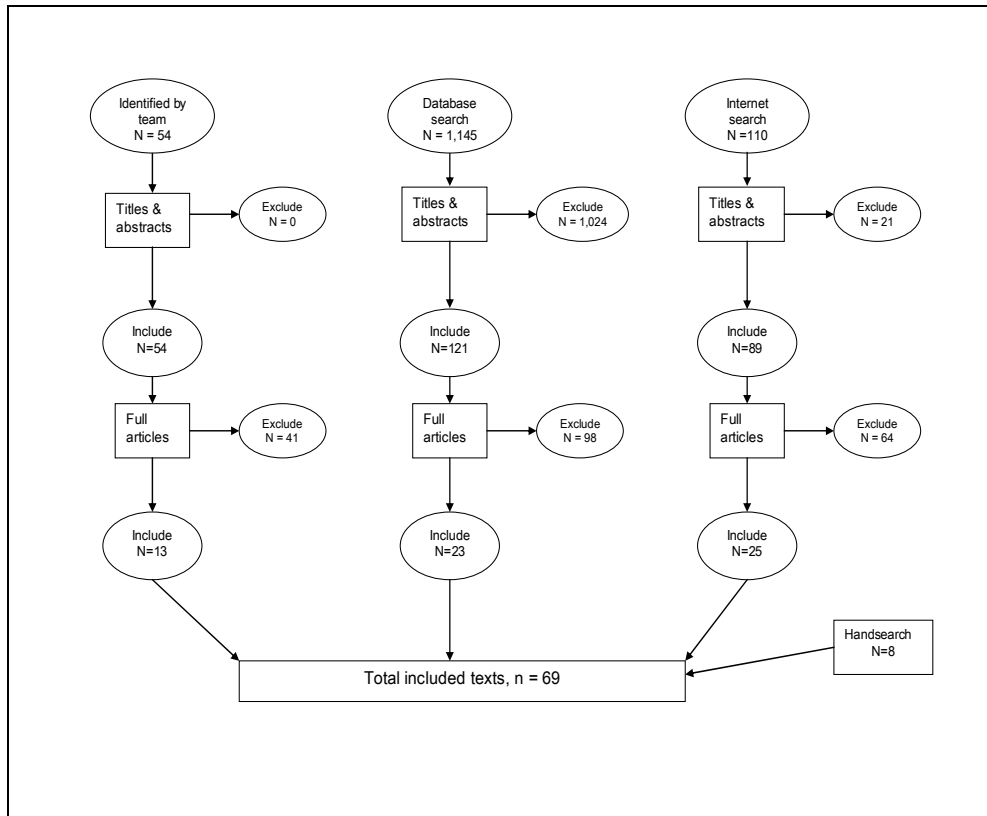 Identified by
team
N = 54
Database
search
N = 1,145
Internet
search
N =110
Titles &
abstracts
Exclude
N = 0
Titles &
abstracts
Exclude
N = 1,024
Titles &
abstracts
Exclude
N = 21
Include
N=54
Include
N=121
Include
N=89
Full
articles
Exclude
N = 41
Full
articles
Exclude
N = 98
Full
articles
Exclude
N = 64
Include
N=13
Include
N=23
Include
N=25
Handsearch
N=8
Total included texts, n = 69